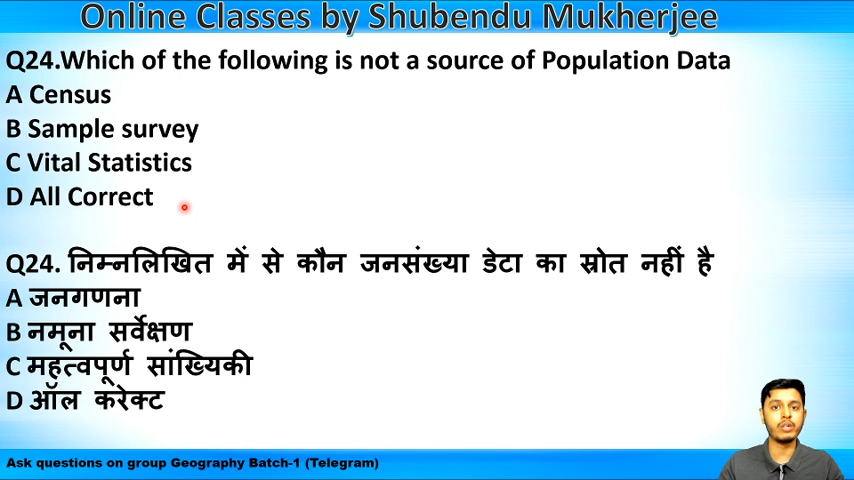 Online Classes by Shubendu Mukherjee
Q24.Which of the following is not a source of Population Data
A Census
B Sample survey
C Vital Statistics
D All Correct
Q24. निम्नलिखित में से कौन जनसंख्या डेटा का स्रोत नहीं है
A जनगणना
B नमूना सर्वेक्षण
C महत्वपूर्ण सांख्यिकी
D ऑल करेक्ट
Ask questions on group Geography Batch-1 (Telegram)